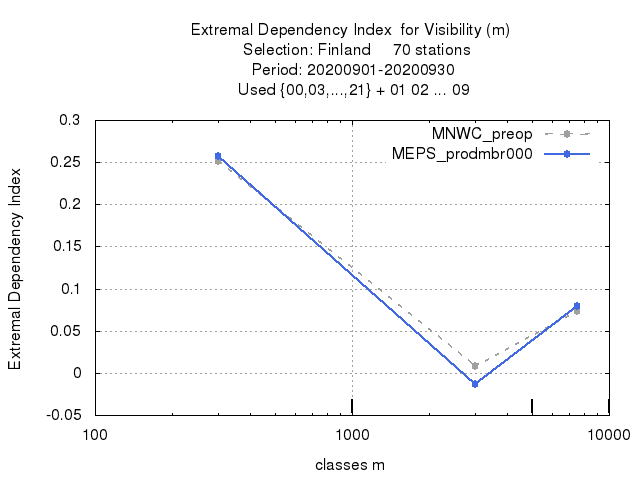 Extremal Dependency Index  for Visibility (m)
Selection: Finland     70 stations
Period: 20200901-20200930
Used {00,03,...,21} + 01 02 ... 09
MNWC_preop
MEPS_prodmbr000
Extremal Dependency Index
0.3
0.25
0.2
0.15
0.1
0.05
0
-0.05
100
1000
10000
classes m